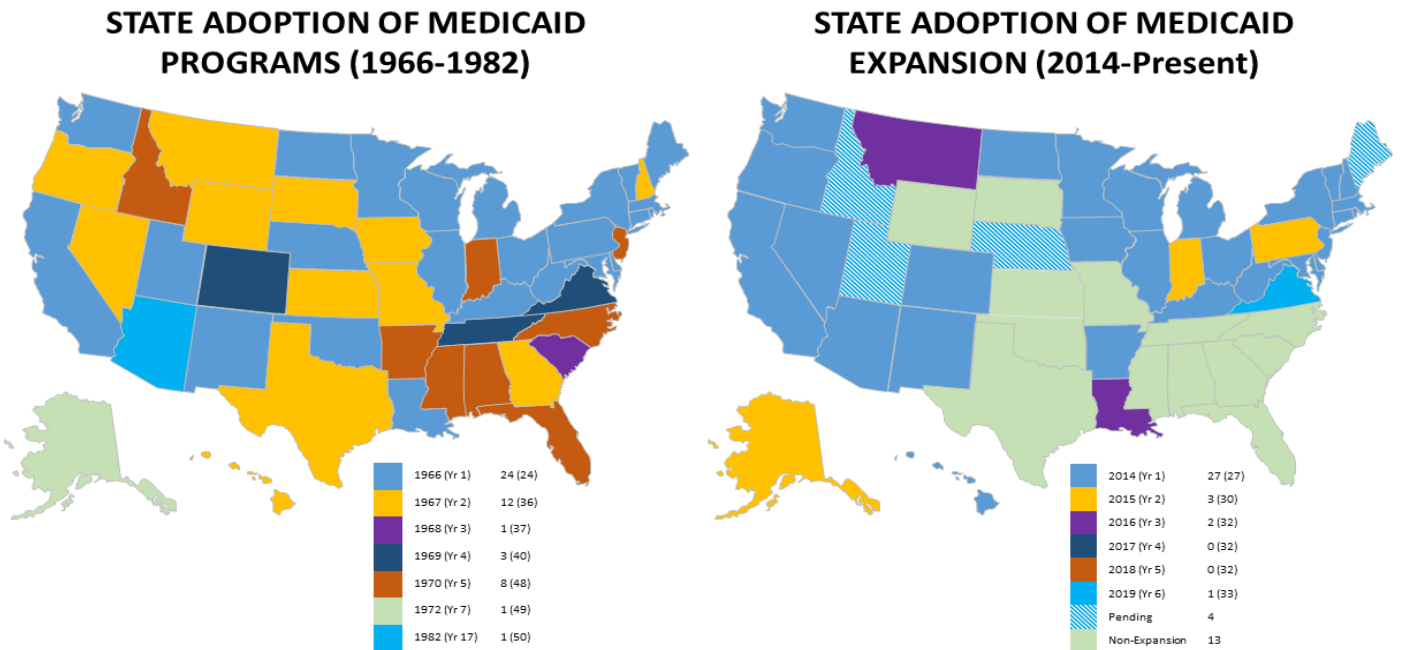 STATE ADOPTION OF MEDICAID
PROGRAMS (1966-1982)
1966 (Yr 1) 24 (24)
1967 (Yr 2) 12 (36)
1968 (Yr 3) 1 (37)
1969 (Yr 4) 3 (40)
1970 (Yr 5) 8 (48)
1972 (Yr 7) 1 (49)
1982 (Yr 17) 1 (50)
STATE ADOPTION OF MEDICAID
EXPANSION (2014-Present)
2014 (Yr 1) 27 (27)
2015 (Yr 2) 3 (30)
2016 (Yr 3) 2 (32)
2017 (Yr 4) 0 (32)
2018 (Yr 5) 0 (32)
2019 (Yr 6) 1 (33)
Pending 4
Non-Expansion 13